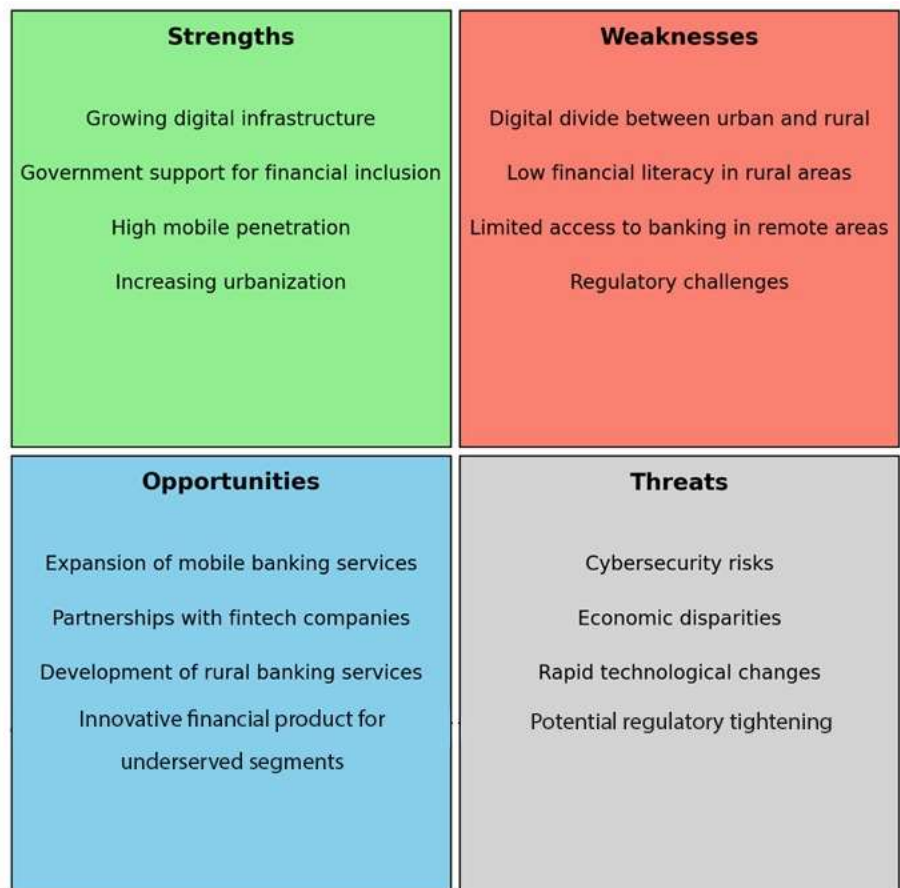 Strengths
Growing digital infrastructure
Government support for financial inclusion
High mobile penetration
Increasing urbanization
Weaknesses
Digital divide between urban and rural
Low financial literacy in rural areas
Limited access to banking in remote areas
Regulatory challenges
Opportunities
Expansion of mobile banking services
Partnerships with fintech companies
Development of rural banking services
Innovative financial product for
underserved segments
Threats
Cybersecurity risks
Economic disparities
Rapid technological changes
Potential regulatory tightening